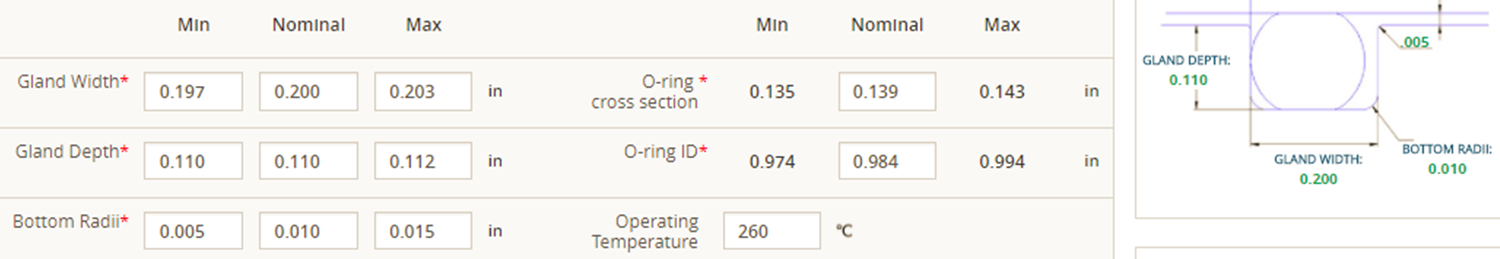 Min Nominal Max Min Nominal Max
Gland Width* 0.197 0.200 0.203 in O-ring * cross section 0.135 0.139 0.143 in
Gland Depth* 0.110 0.110 0.112 in O-ring ID* 0.974 0.984 0.994 in
Bottom Radii* 0.005 0.010 0.015 in Operating Temperature 260 °C
.005
GLAND DEPTH:
0.110
GLAND WIDTH:
0.200
BOTTOM RADII:
0.010